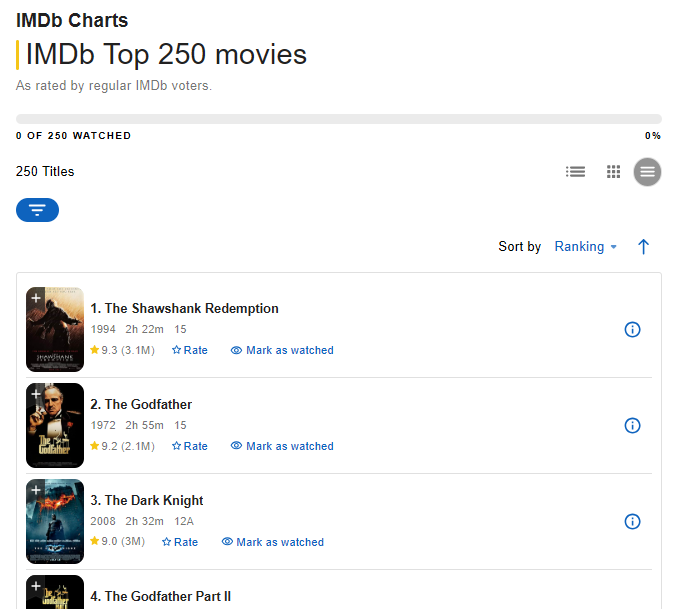 IMDb Charts
IMDb Top 250 movies
As rated by regular IMDb voters.
0 OF 250 WATCHED 0%
250 Titles
Sort by Ranking
1. The Shawshank Redemption
1994 2h 22m 15
9.3 (3.1M) Rate Mark as watched
SHAWSHANK
2. The Godfather
1972 2h 55m 15
9.2 (2.1M) Rate Mark as watched
The
Godfather
3. The Dark Knight
2008 2h 32m 12A
9.0 (3M) Rate Mark as watched
4. The Godfather Part II